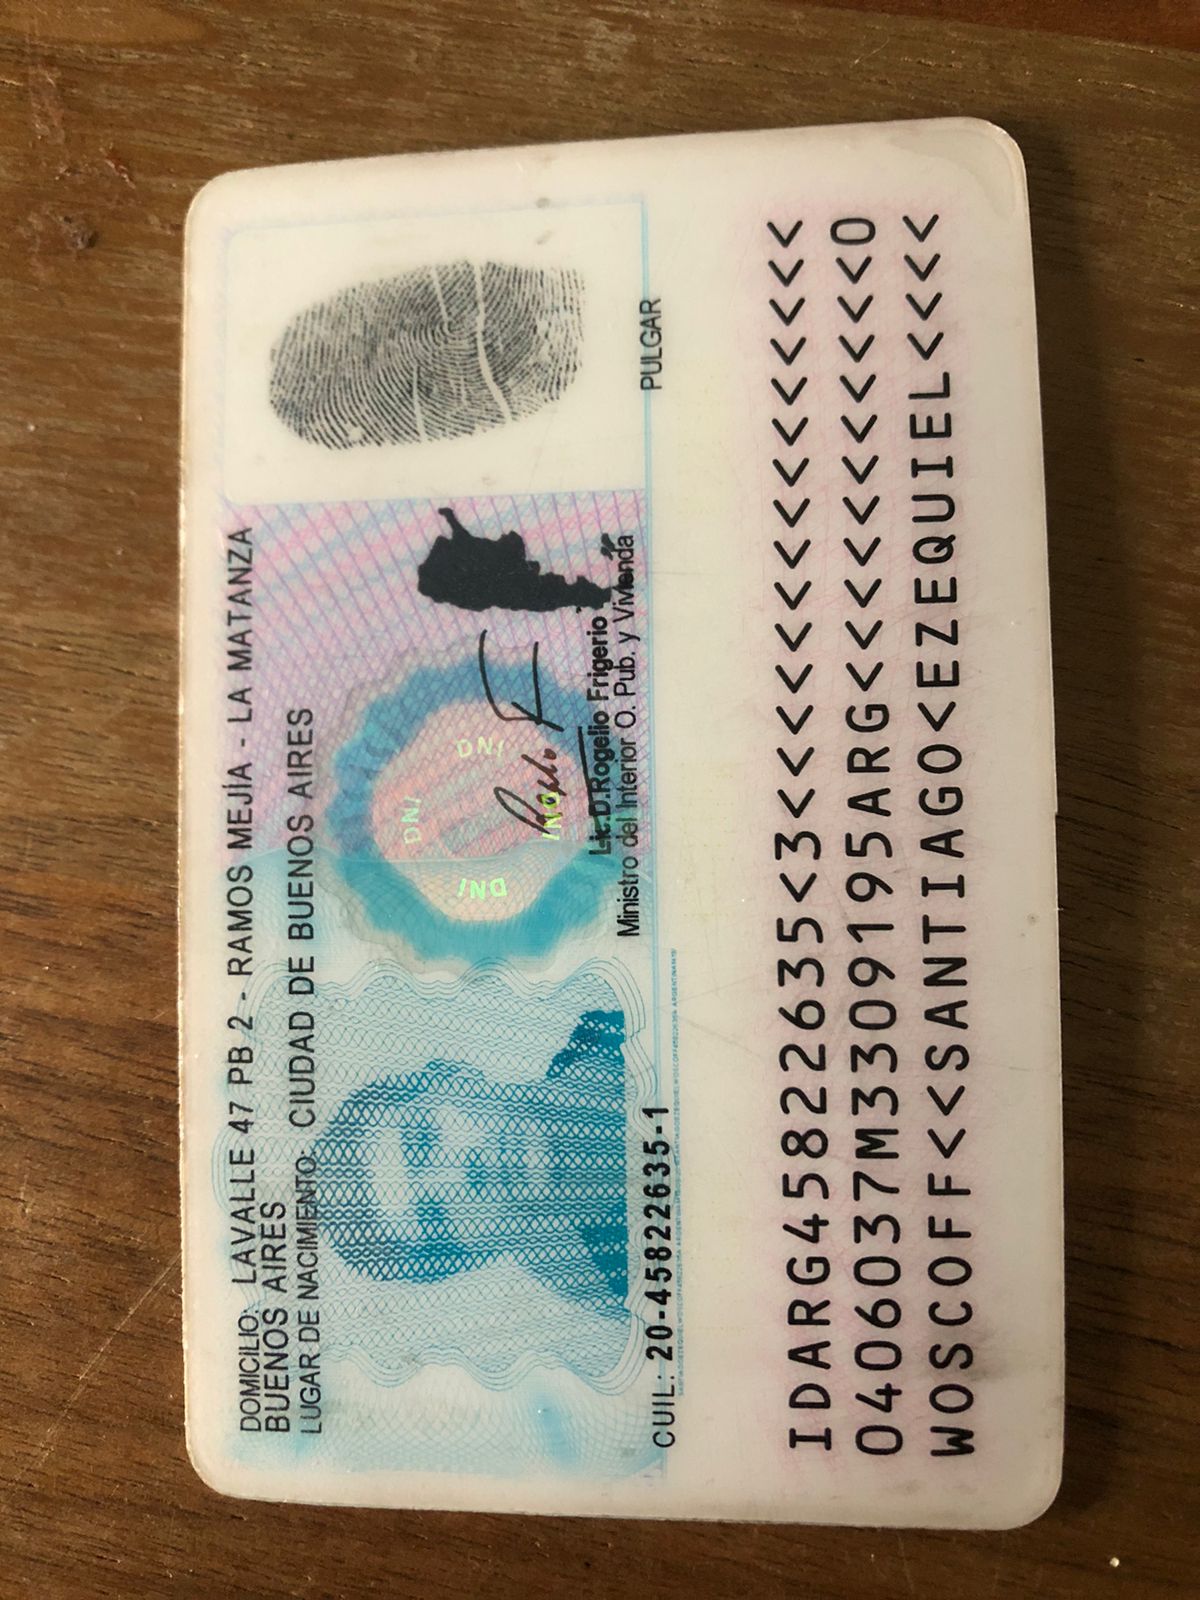 DOMICILIO: LAVALLE 47 PB 2 - RAMOS MEJÍA - LA MATANZA
BUENOS AIRES
LUGAR DE NACIMIENTO: CIUDAD DE BUENOS AIRES
DNI
DNI
DNI
DNI
Lic.D.Rogelio Frigerio
Ministro del Interior O. Pub. y Vivienda
PULGAR
CUIL: 20-45822635-1
IDARG45822635<3<<<<<<<<<<<<<<<
0406037M3309195ARG<<<<<<<<<<<0
WOSCOFF<<SANTIAGO<EZEQUIEL<<<<